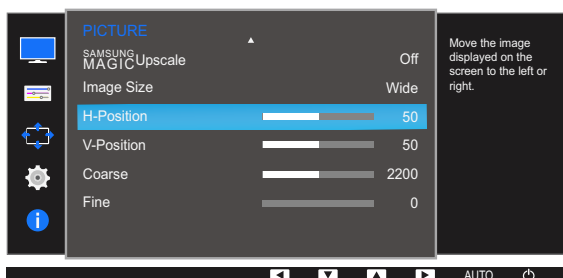 PICTURE
SAMSUNG
MAGIC Upscale Off
Image Size Wide
H-Position 50
V-Position 50
Coarse 2200
Fine 0
Move the image
displayed on the
screen to the left or
right.
AUTO